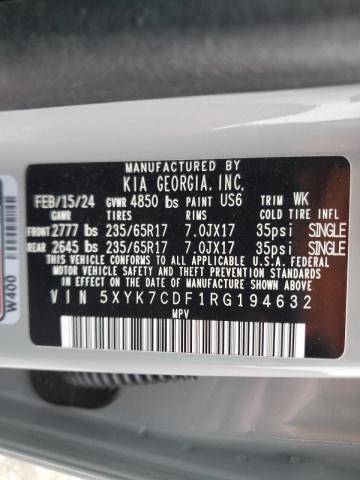 MANUFACTURED BY
KIA GEORGIA, INC.
FEB/15/24 GVWR 4850 lbs PAINT US6 TRIM WK
GAWR TIRES RIMS COLD TIRE INFL
FRONT 2777 lbs 235/65R17 7.0JX17 35psi SINGLE
REAR 2645 lbs 235/65R17 7.0JX17 35psi SINGLE
THIS VEHICLE CONFORMS TO ALL APPLICABLE U.S.A. FEDERAL
MOTOR VEHICLE SAFETY, BUMPER, AND THEFT PREVENTION
STANDARDS IN EFFECT ON THE DATE OF MANUFACTURE SHOWN ABOVE.
VIN 5XYK7CDF1RG194632
MPV
W400